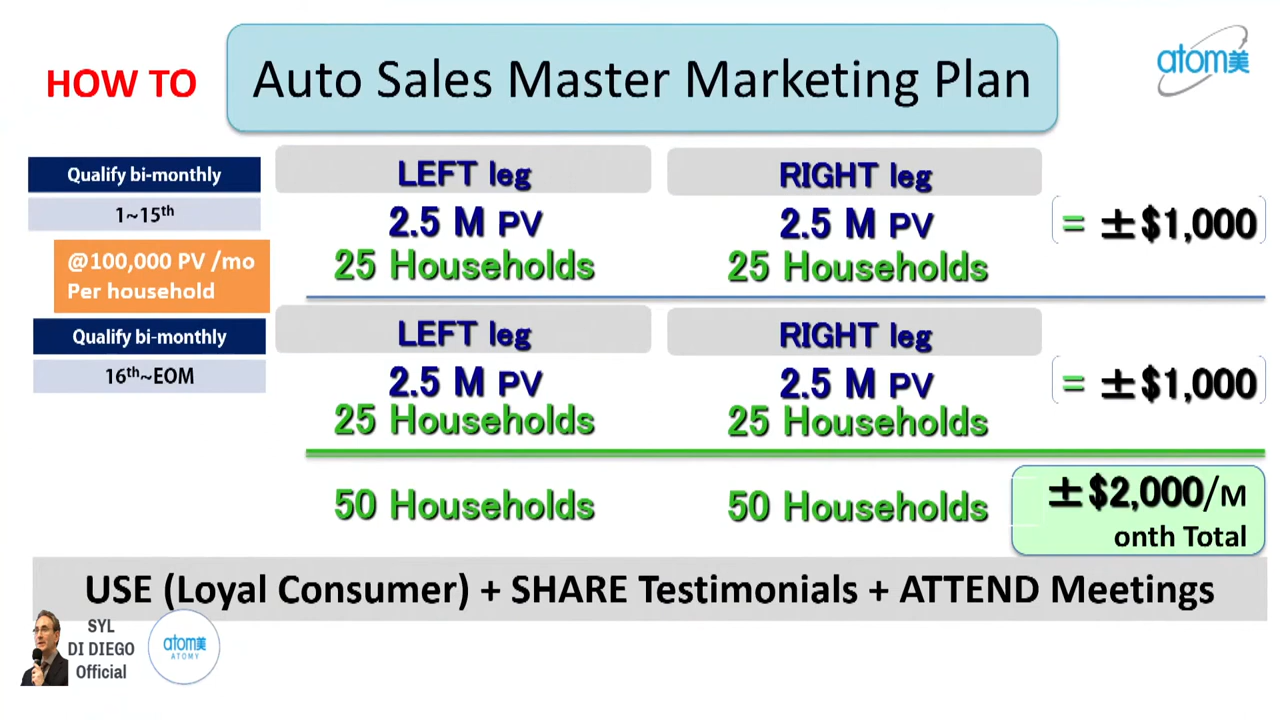 HOW TO
Auto Sales Master Marketing Plan
atom美
Qualify bi-monthly
1~15th
@100,000 PV /mo
Per household
LEFT leg
2.5 M PV
25 Households
RIGHT leg
2.5 M PV
25 Households
= ±$1,000
Qualify bi-monthly
16th~EOM
LEFT leg
2.5 M PV
25 Households
RIGHT leg
2.5 M PV
25 Households
= ±$1,000
50 Households
50 Households
±$2,000/M
onth Total
USE (Loyal Consumer) + SHARE Testimonials + ATTEND Meetings
SYL
DI DIEGO
Official
atom美
ATOMY